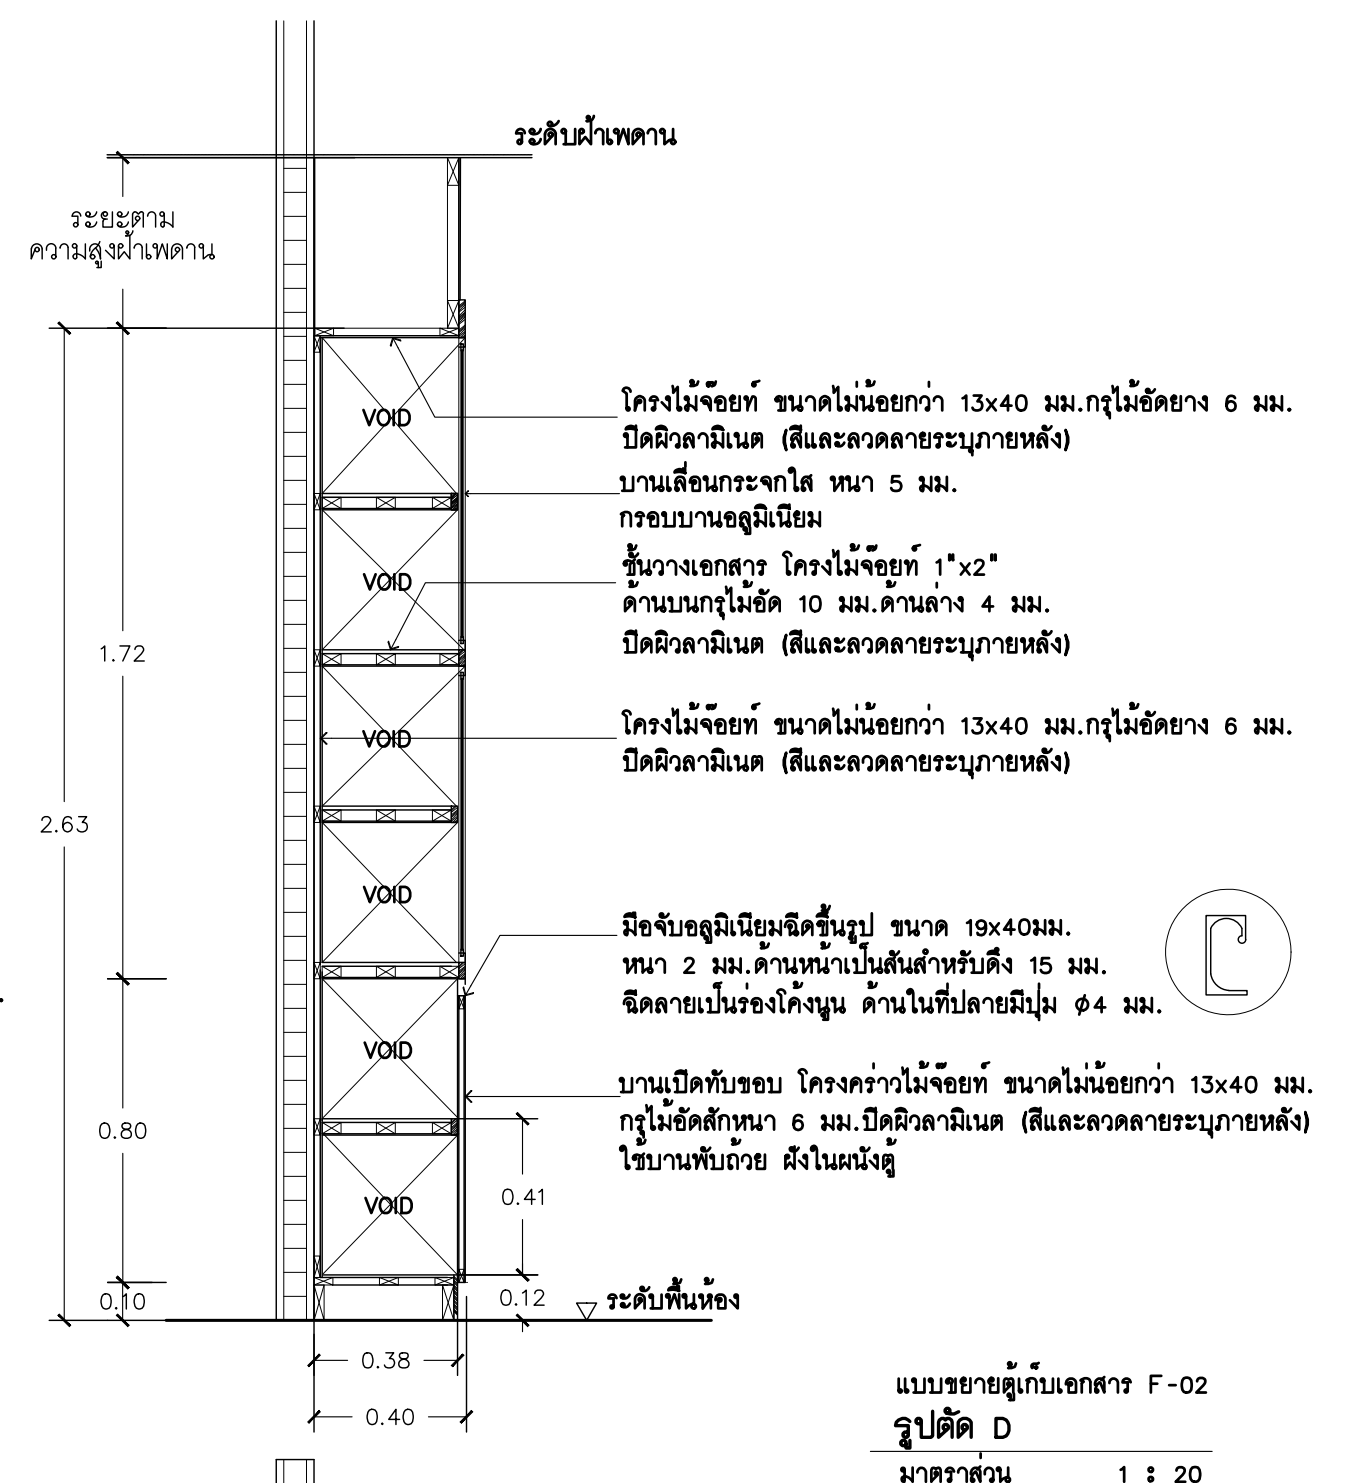 ระดับฝ้าเพดาน
ระยะตาม
ความสูงฝ้าเพดาน
VOID
โครงไม้จ๊อยท์ ขนาดไม่น้อยกว่า 13x40 มม.กรุไม้อัดยาง 6 มม.
ปิดผิวลามิเนต (สีและลวดลายระบุภายหลัง)
บานเลื่อนกระจกใส หนา 5 มม.
กรอบบานอลูมิเนียม
VOID
ชั้นวางเอกสาร โครงไม้จ๊อยท์ 1"x2"
ด้านบนกรุไม้อัด 10 มม.ด้านล่าง 4 มม.
ปิดผิวลามิเนต (สีและลวดลายระบุภายหลัง)
1.72
VOID
โครงไม้จ๊อยท์ ขนาดไม่น้อยกว่า 13x40 มม.กรุไม้อัดยาง 6 มม.
ปิดผิวลามิเนต (สีและลวดลายระบุภายหลัง)
2.63
VOID
มือจับอลูมิเนียมฉีดขึ้นรูป ขนาด 19x40มม.
หนา 2 มม.ด้านหน้าเป็นสันสำหรับดึง 15 มม.
ฉีดลายเป็นร่องโค้งนูน ด้านในที่ปลายมีปุ่ม ϕ4 มม.
VOID
บานเปิดทับขอบ โครงคร่าวไม้จ๊อยท์ ขนาดไม่น้อยกว่า 13x40 มม.
กรุไม้อัดสักหนา 6 มม.ปิดผิวลามิเนต (สีและลวดลายระบุภายหลัง)
ใช้บานพับถ้วย ฝังในผนังตู้
0.80
0.41
VOID
0.10
0.12
ระดับพื้นห้อง
0.38
0.40
แบบขยายตู้เก็บเอกสาร F-02
รูปตัด D
มาตราส่วน 1 : 20